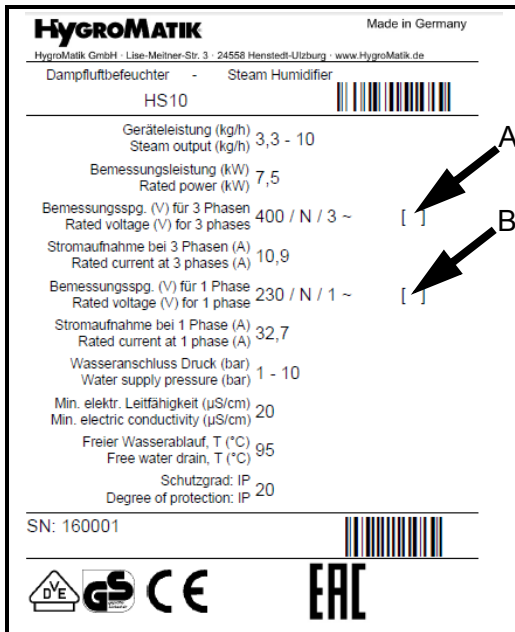 HYGROMATIK Made in Germany
HygroMatik GmbH · Lise-Meitner-Str. 3 · 24558 Henstedt-Ulzburg · www.HygroMatik.de
Dampfluftbefeuchter - Steam Humidifier
HS10
Geräteleistung (kg/h)
Steam output (kg/h) 3,3 - 10
Bemessungsleistung (kW)
Rated power (kW) 7,5
A
Bemessungsspg. (V) für 3 Phasen
Rated voltage (V) for 3 phases 400 / N / 3 ~ [ ]
Stromaufnahme bei 3 Phasen (A)
Rated current at 3 phases (A) 10,9
B
Bemessungsspg. (V) für 1 Phase
Rated voltage (V) for 1 phase 230 / N / 1 ~ [ ]
Stromaufnahme bei 1 Phase (A)
Rated current at 1 phase (A) 32,7
Wasseranschluss Druck (bar)
Water supply pressure (bar) 1 - 10
Min. elektr. Leitfähigkeit (µS/cm)
Min. electric conductivity (µS/cm) 20
Freier Wasserablauf, T (°C)
Free water drain, T (°C) 95
Schutzgrad: IP
Degree of protection: IP 20
SN: 160001
DVE GS CE EAC